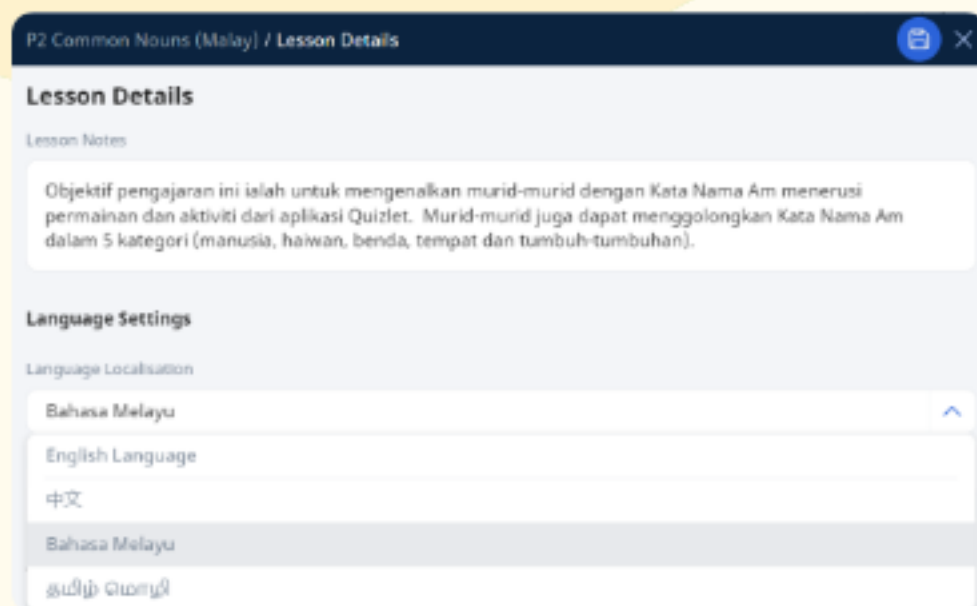 P2 Common Nouns (Malay) / Lesson Details
Lesson Details
Lesson Notes
Objektif pengajaran ini ialah untuk mengenalkan murid-murid dengan Kata Nama Am menerusi
permainan dan aktiviti dari aplikasi Quizlet. Murid-murid juga dapat menggolongkan Kata Nama Am
dalam 5 kategori (manusia, haiwan, benda, tempat dan tumbuh-tumbuhan).
Language Settings
Language Localisation
Bahasa Melayu
English Language
中文
Bahasa Melayu
தமிழ் மொழி